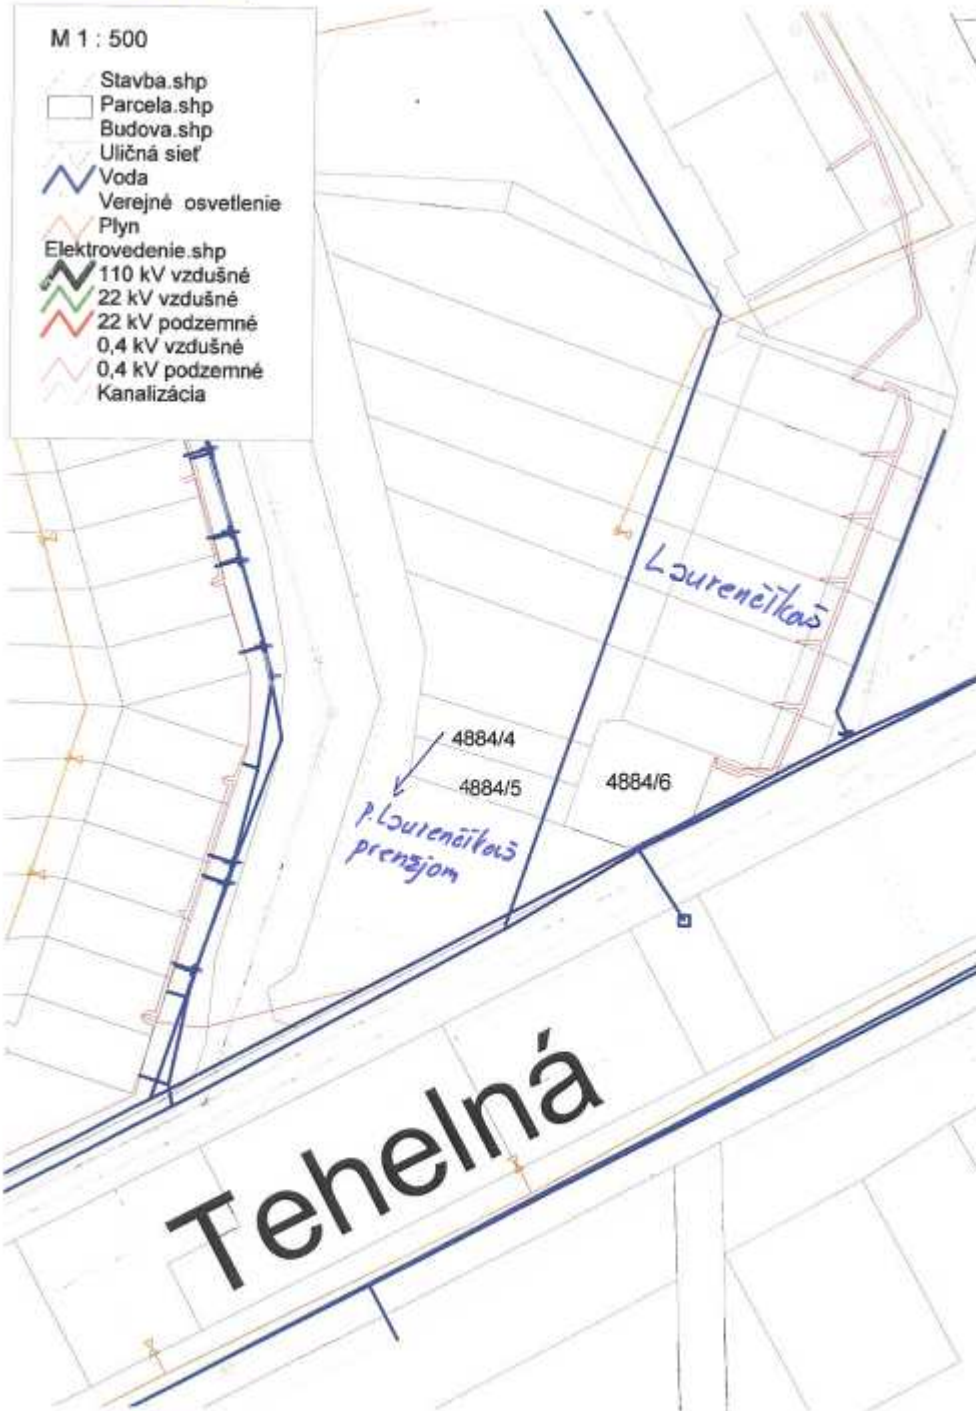 M 1 : 500
Stavba.shp
Parcela.shp
Budova.shp
Uličná sieť
Voda
Verejné osvetlenie
Plyn
Elektrovedenie.shp
110 kV vzdušné
22 kV vzdušné
22 kV podzemné
0,4 kV vzdušné
0,4 kV podzemné
Kanalizácia
Laurenčíkoš
4884/4
4884/5
4884/6
p. Laurenčíkoš
prenájom
Tehelná